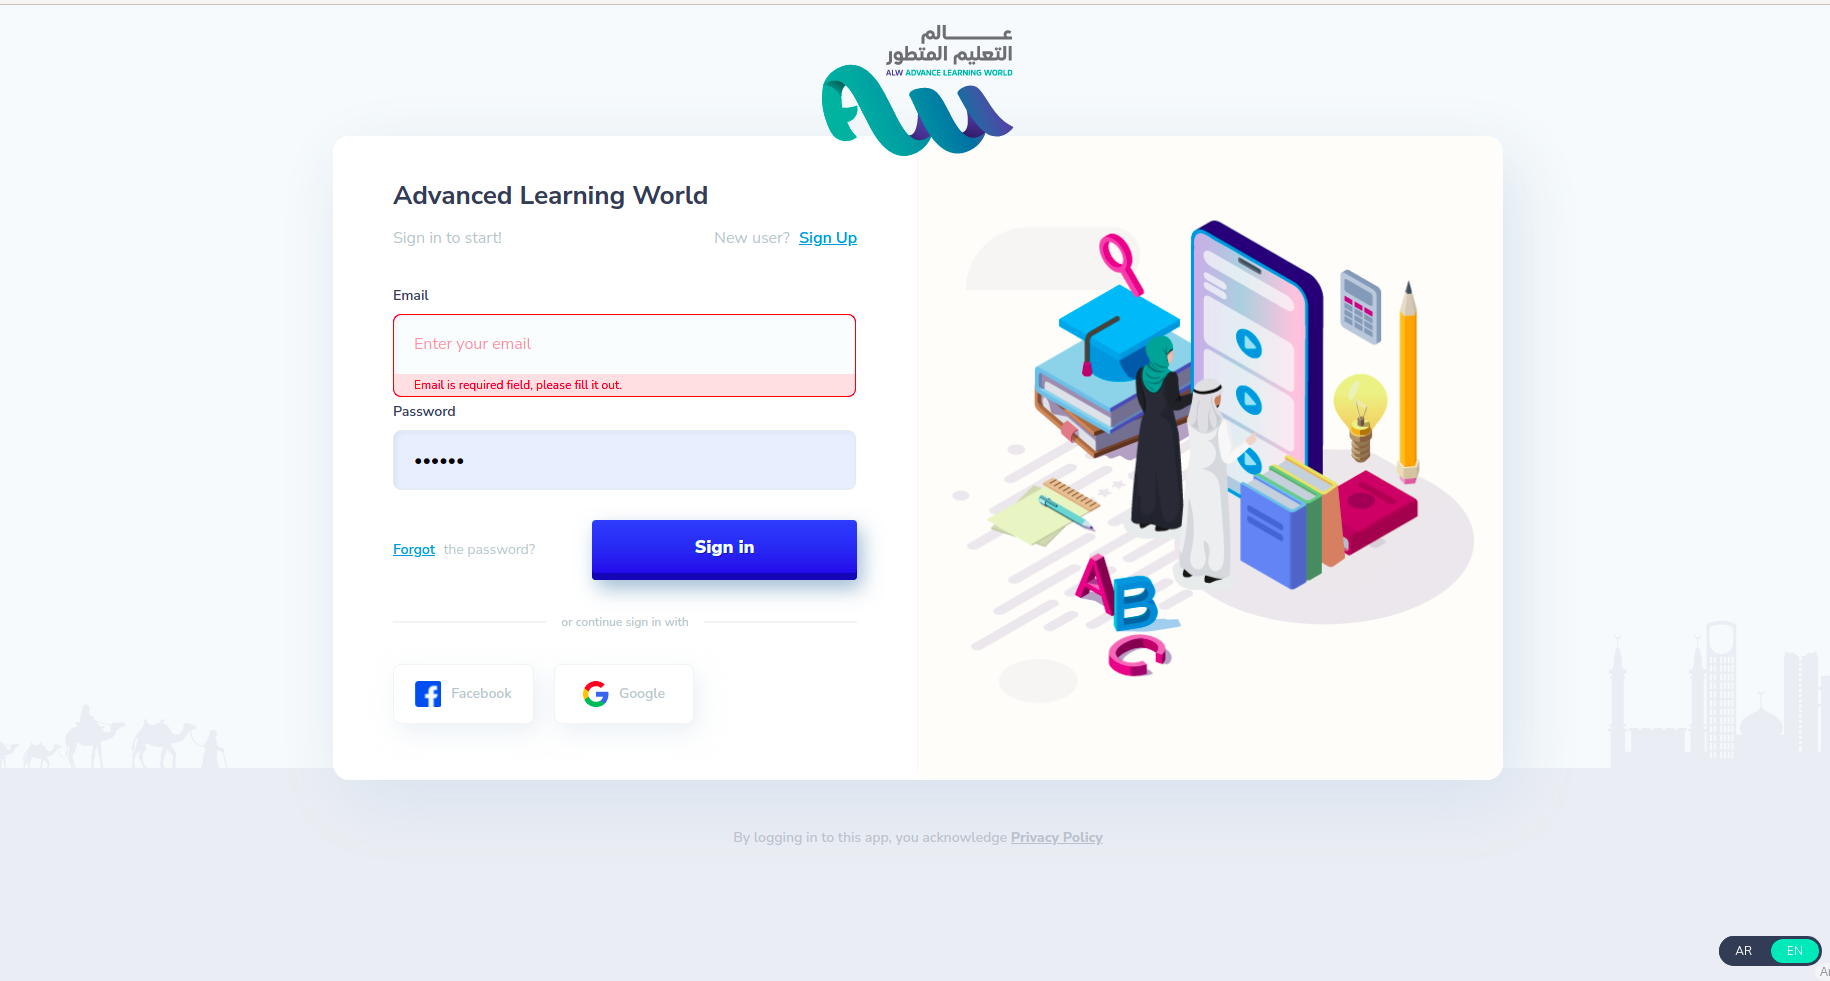 عـــــالم
التعليم المتطور
ALW ADVANCE LEARNING WORLD
Advanced Learning World
Sign in to start!
New user? Sign Up
Email
Enter your email
Email is required field, please fill it out.
Password
••••••
Forgot the password?
Sign in
or continue sign in with
Facebook
Google
A
B
C
By logging in to this app, you acknowledge Privacy Policy
AR
EN